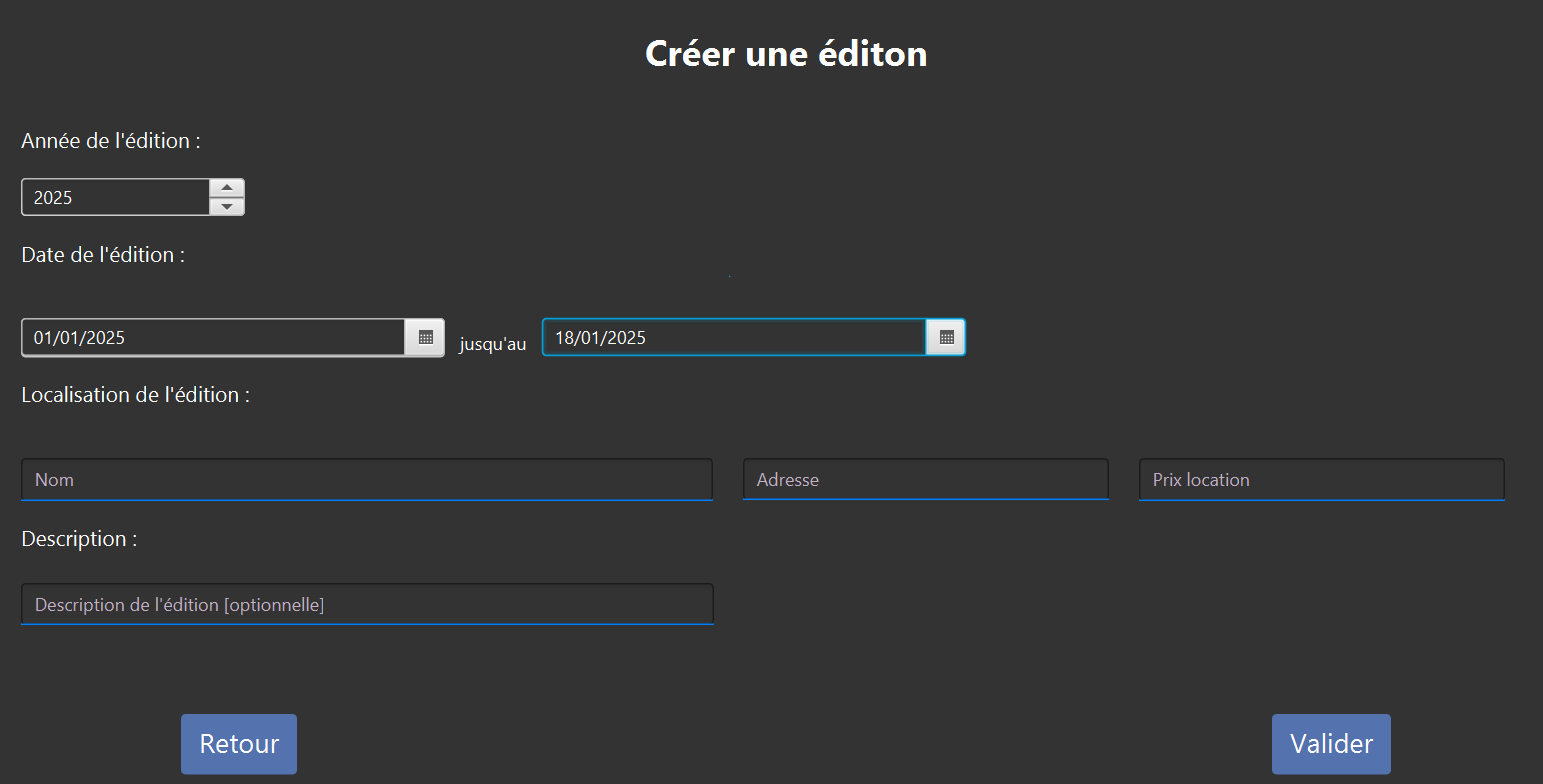 Créer une éditon
Année de l'édition :
2025
Date de l'édition :
01/01/2025 jusqu'au 18/01/2025
Localisation de l'édition :
Nom Adresse Prix location
Description :
Description de l'édition [optionnelle]
Retour Valider